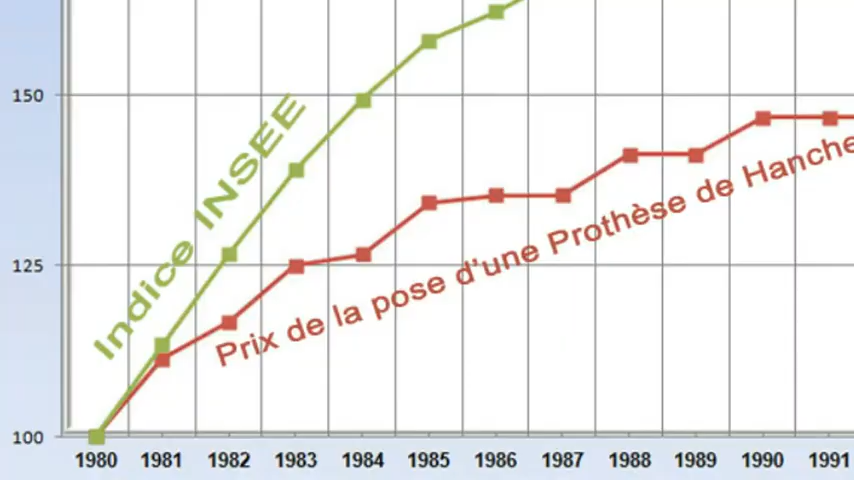 150
125
100
Indice INSEE
Prix de la pose d'une Prothèse de Hanche
1980 1981 1982 1983 1984 1985 1986 1987 1988 1989 1990 1991